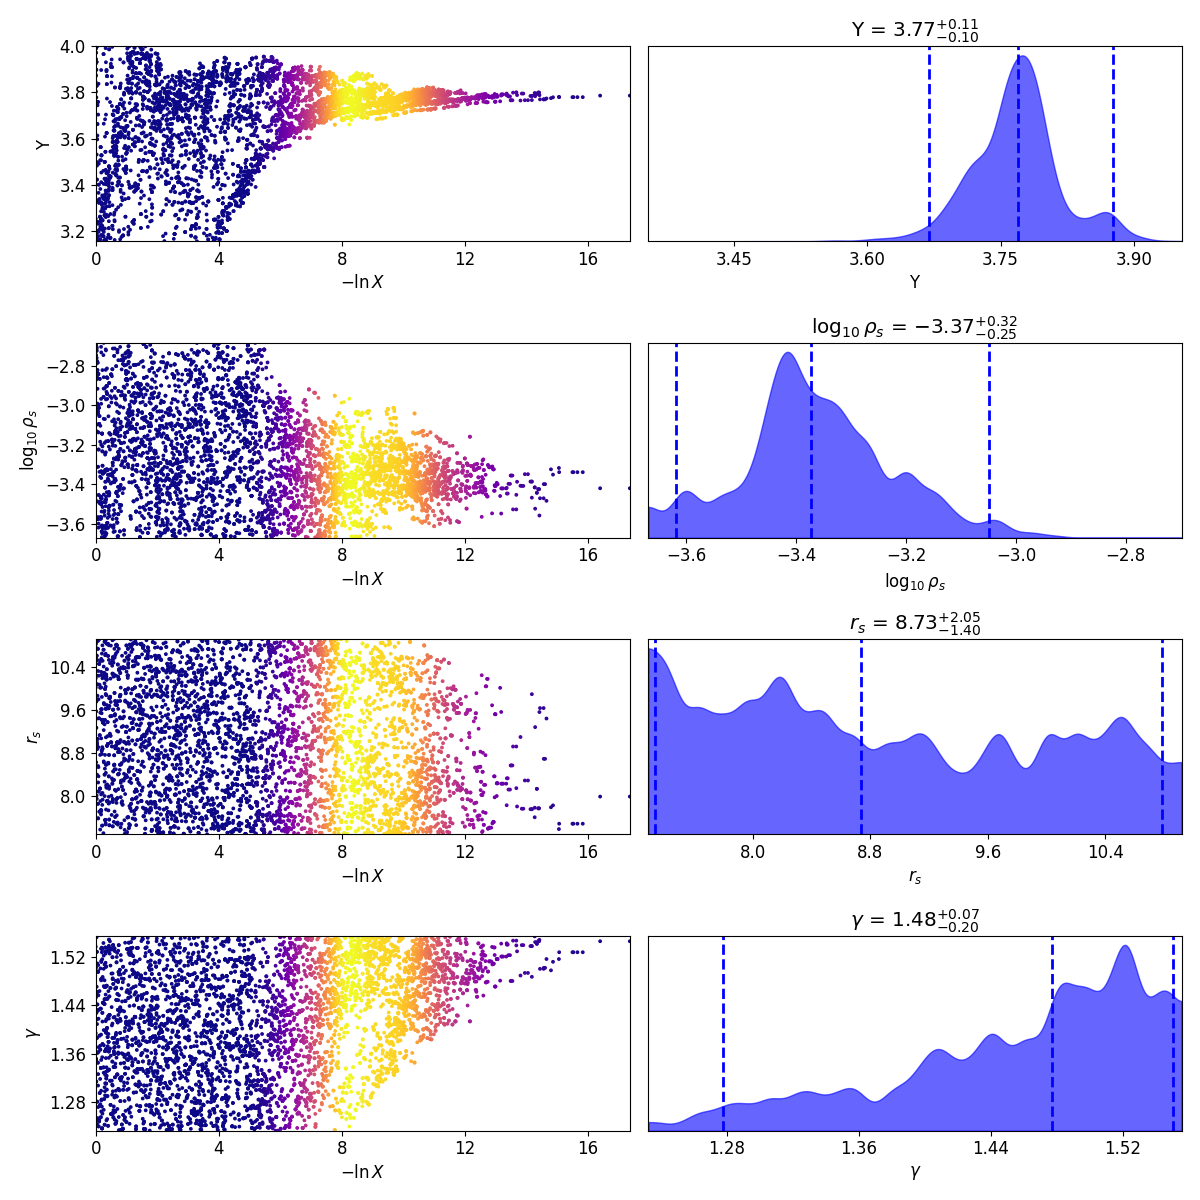 Y = 3.77^{+0.11}_{-0.10}
4.0
3.8
3.6
3.4
3.2
Y
0 4 8 12 16
−ln X
3.45 3.60 3.75 3.90
Y
log₁₀ ρₛ = −3.37^{+0.32}_{-0.25}
−2.8
−3.0
−3.2
−3.4
−3.6
log₁₀ ρₛ
0 4 8 12 16
−ln X
−3.6 −3.4 −3.2 −3.0 −2.8
log₁₀ ρₛ
rₛ = 8.73^{+2.05}_{-1.40}
10.4
9.6
8.8
8.0
rₛ
0 4 8 12 16
−ln X
8.0 8.8 9.6 10.4
rₛ
γ = 1.48^{+0.07}_{-0.20}
1.52
1.44
1.36
1.28
γ
0 4 8 12 16
−ln X
1.28 1.36 1.44 1.52
γ